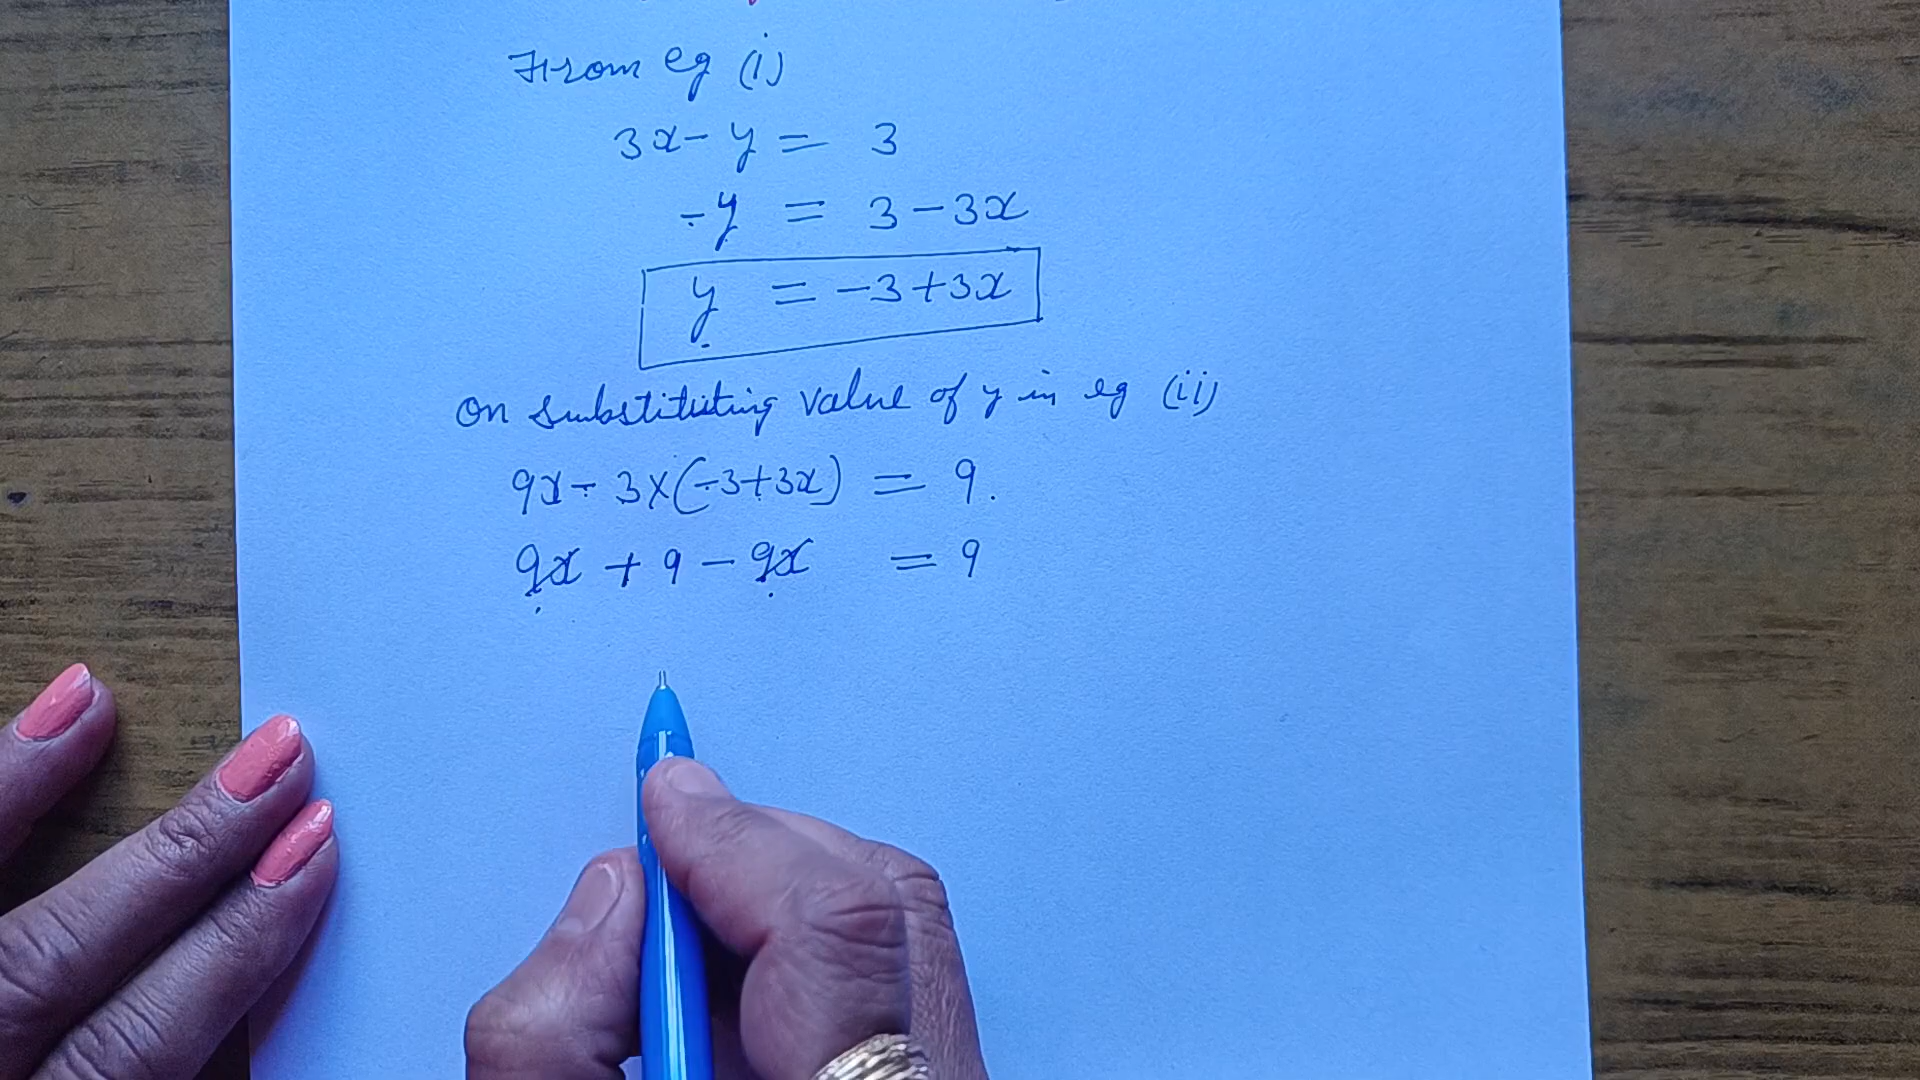 From eq (i)
3x - y = 3
-y = 3 - 3x
y = -3 + 3x
On substituting value of y in eq (ii)
9x - 3 × (-3 + 3x) = 9.
9x + 9 - 9x = 9